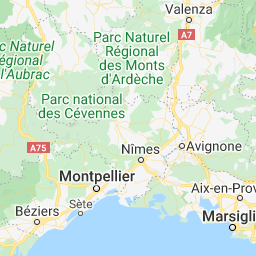 Valenza
A7
Parc Naturel
Régional
des Monts
d'Ardèche
Parc Naturel
Régional
l'Aubrac
Parc national
des Cévennes
A75
Nîmes
Avignone
Montpellier
Aix-en-Prov
Béziers
Sète
Marsigli